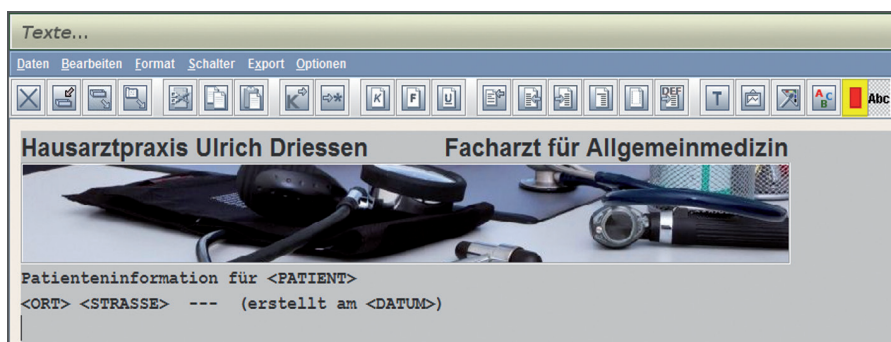 Texte...
Daten Bearbeiten Format Schalter Export Optionen
K K F U DEF T A B C Abc
Hausarztpraxis Ulrich Driessen Facharzt für Allgemeinmedizin
Patienteninformation für <PATIENT>
<ORT> <STRASSE> --- (erstellt am <DATUM>)